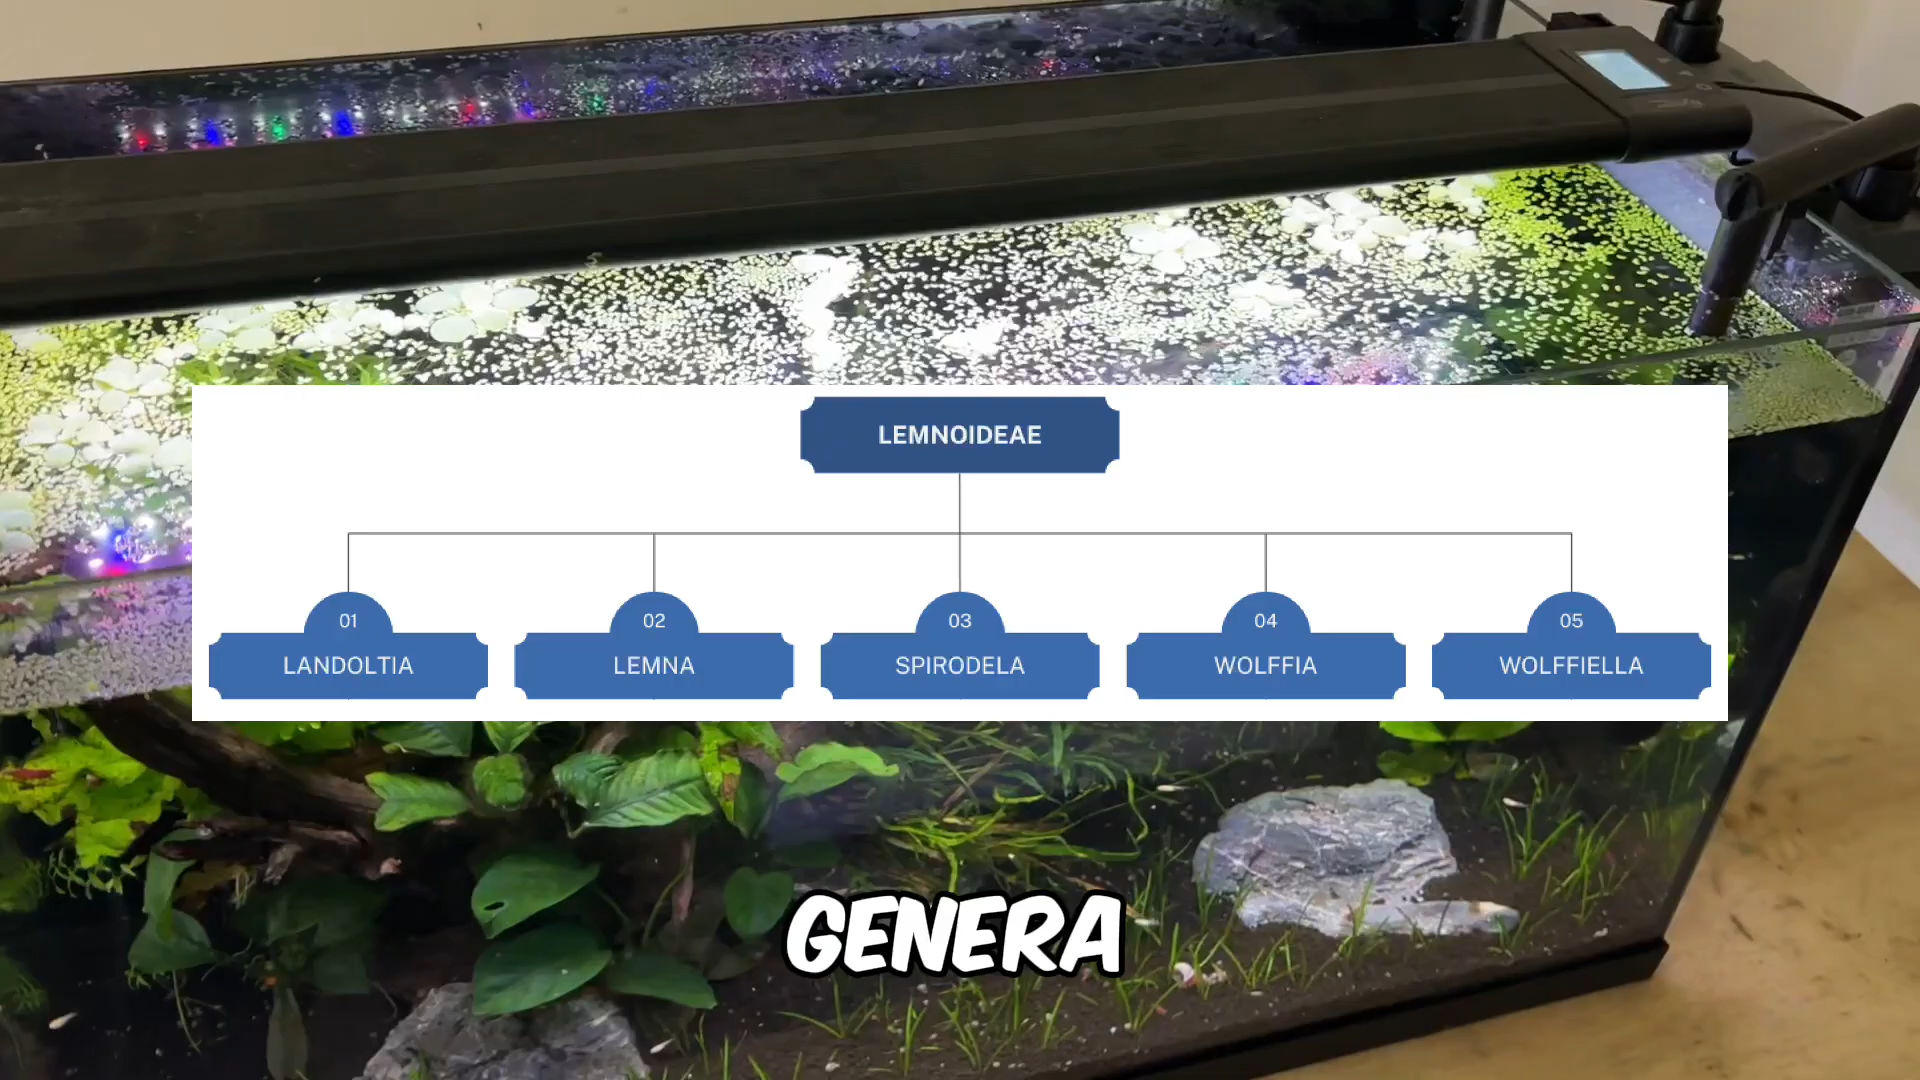 LEMNOIDEAE
01
02
03
04
05
LANDOLTIA
LEMNA
SPIRODELA
WOLFFIA
WOLFFIELLA
GENERA